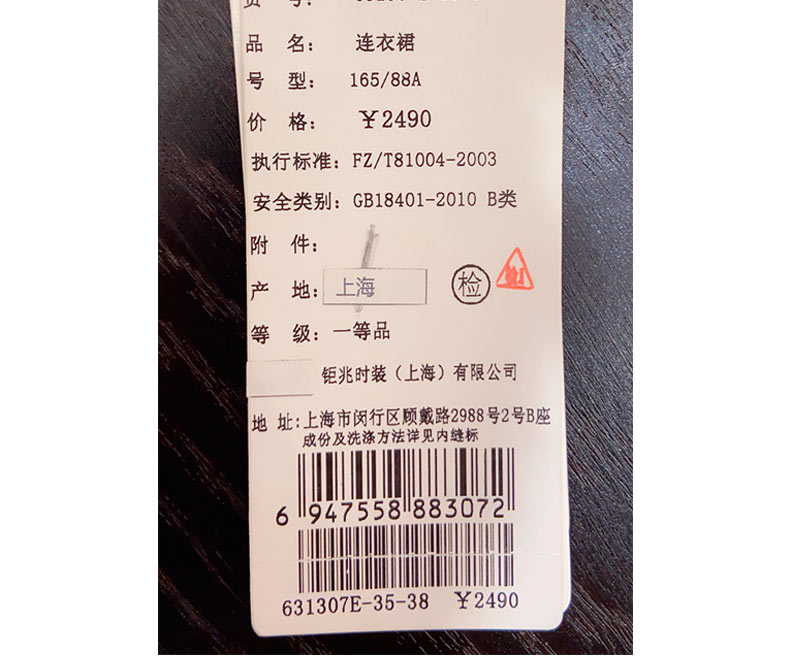 号：
品 名： 连衣裙
号 型： 165/88A
价 格： ￥2490
执行标准：FZ/T81004-2003
安全类别：GB18401-2010 B类
附 件：
产 地：上海
检
等 级：一等品
钜兆时装（上海）有限公司
地 址:上海市闵行区顾戴路2988号2号B座
成份及洗涤方法详见内缝标
6 947558 883072
631307E-35-38 ￥2490